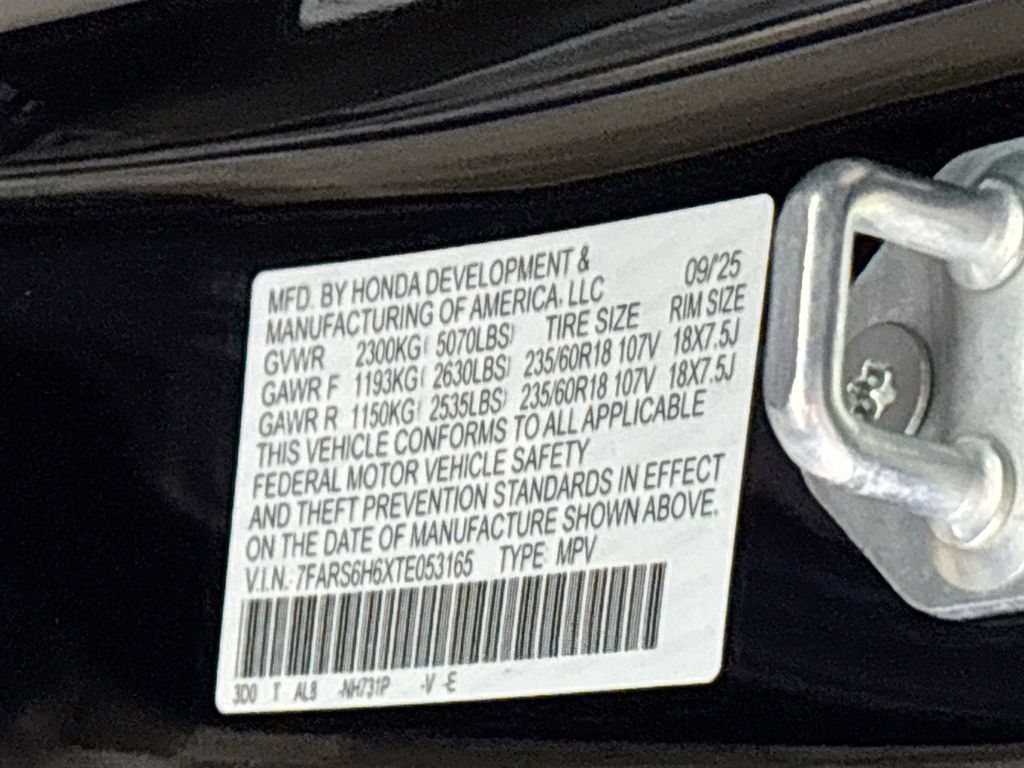 MFD. BY HONDA DEVELOPMENT &
MANUFACTURING OF AMERICA, LLC 09/'25
GVWR 2300KG( 5070LBS) TIRE SIZE RIM SIZE
GAWR F 1193KG( 2630LBS) 235/60R18 107V 18X7.5J
GAWR R 1150KG( 2535LBS) 235/60R18 107V 18X7.5J
THIS VEHICLE CONFORMS TO ALL APPLICABLE
FEDERAL MOTOR VEHICLE SAFETY
AND THEFT PREVENTION STANDARDS IN EFFECT
ON THE DATE OF MANUFACTURE SHOWN ABOVE.
V.I.N.: 7FARS6H6XTE053165 TYPE: MPV
3D0 T AL8 -NH731P -V -E